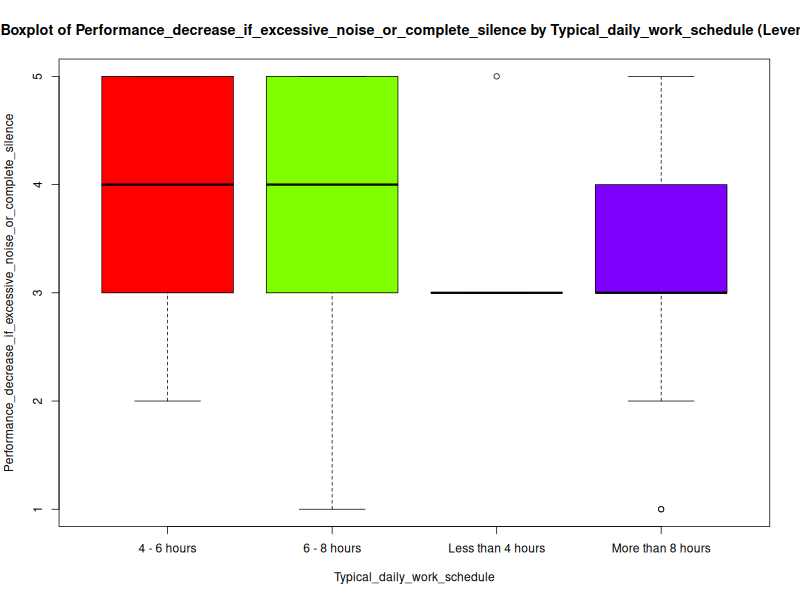 Boxplot of Performance_decrease_if_excessive_noise_or_complete_silence by Typical_daily_work_schedule (Lever
Performance_decrease_if_excessive_noise_or_complete_silence
5
4
3
2
1
4 - 6 hours
6 - 8 hours
Less than 4 hours
More than 8 hours
Typical_daily_work_schedule